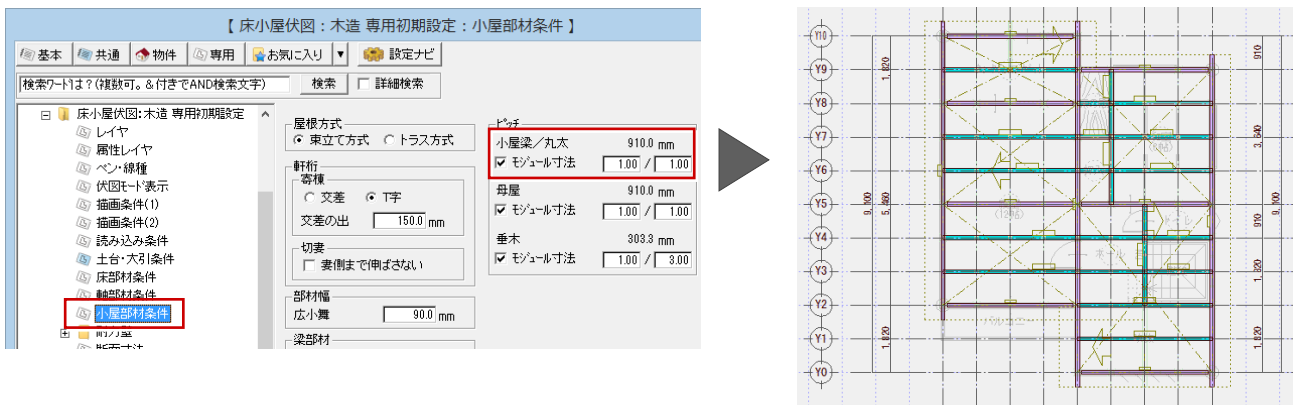 【 床小屋伏図：木造 専用初期設定：小屋部材条件 】
基本 共通 物件 専用 お気に入り ▼ 設定ナビ
検索ワードは？(複数可。＆付きでAND検索文字) 検索 詳細検索
床小屋伏図:木造 専用初期設定
レイヤ
属性レイヤ
ペン・線種
伏図モード表示
描画条件(1)
描画条件(2)
読み込み条件
土台・大引条件
床部材条件
軸部材条件
小屋部材条件
耐力壁
断面寸法
屋根方式
束立て方式 トラス方式
軒桁
寄棟
交差 T字
交差の出 150.0 mm
切妻
妻側まで伸ばさない
部材幅
広小舞 90.0 mm
梁部材
ピッチ
小屋梁／丸太 910.0 mm
モジュール寸法 1.00 / 1.00
母屋 910.0 mm
モジュール寸法 1.00 / 1.00
垂木 303.3 mm
モジュール寸法 1.00 / 3.00
Y10
Y9
Y8
Y7
Y6
Y5
Y4
Y3
Y2
Y1
Y0
1,820
9,100
5,460
1,820
910
3,640
910
9,100
1,820
1,820
バルコニー